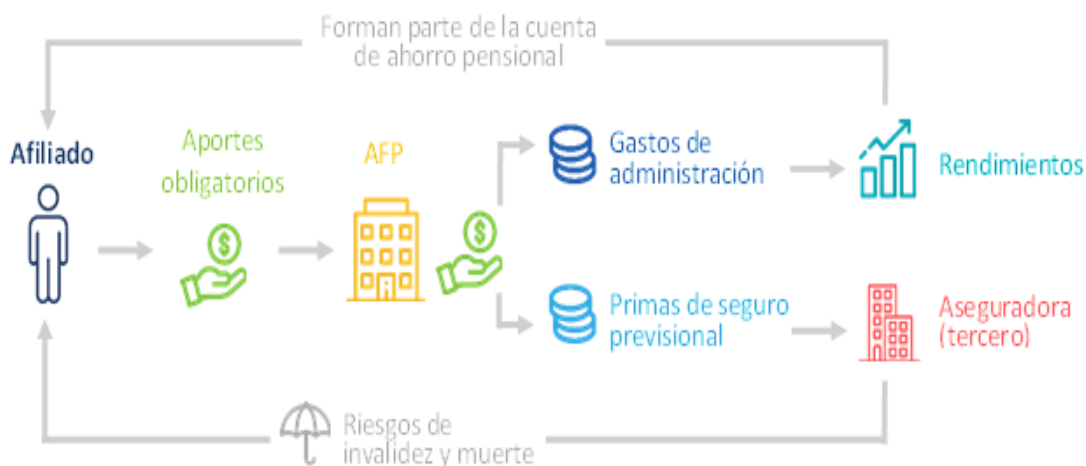 Forman parte de la cuenta
de ahorro pensional
Afiliado
Aportes
obligatorios
AFP
$
$
Gastos de
administración
Rendimientos
Primas de seguro
previsional
Aseguradora
(tercero)
Riesgos de
invalidez y muerte